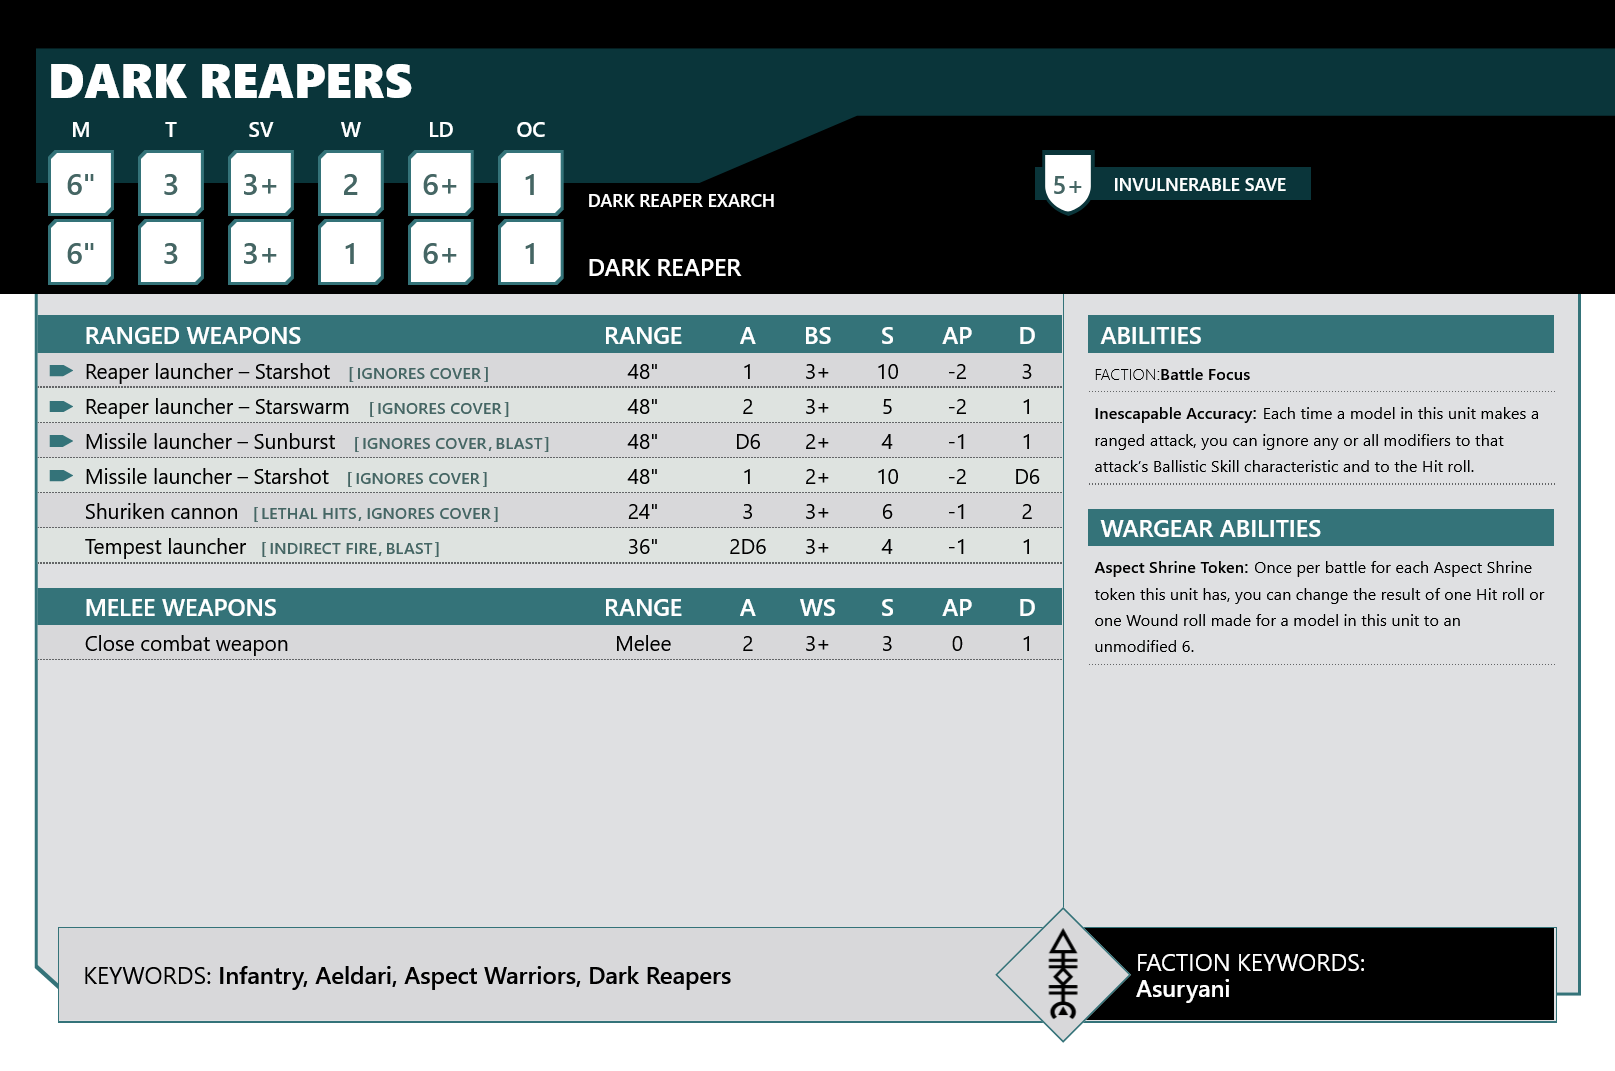 DARK REAPERS
M T SV W LD OC
6" 3 3+ 2 6+ 1 DARK REAPER EXARCH
5+ INVULNERABLE SAVE
6" 3 3+ 1 6+ 1 DARK REAPER
RANGED WEAPONS RANGE A BS S AP D
Reaper launcher – Starshot [IGNORES COVER] 48" 1 3+ 10 -2 3
Reaper launcher – Starswarm [IGNORES COVER] 48" 2 3+ 5 -2 1
Missile launcher – Sunburst [IGNORES COVER, BLAST] 48" D6 2+ 4 -1 1
Missile launcher – Starshot [IGNORES COVER] 48" 1 2+ 10 -2 D6
Shuriken cannon [LETHAL HITS, IGNORES COVER] 24" 3 3+ 6 -1 2
Tempest launcher [INDIRECT FIRE, BLAST] 36" 2D6 3+ 4 -1 1
MELEE WEAPONS RANGE A WS S AP D
Close combat weapon Melee 2 3+ 3 0 1
ABILITIES
FACTION:Battle Focus
Inescapable Accuracy: Each time a model in this unit makes a
ranged attack, you can ignore any or all modifiers to that
attack’s Ballistic Skill characteristic and to the Hit roll.
WARGEAR ABILITIES
Aspect Shrine Token: Once per battle for each Aspect Shrine
token this unit has, you can change the result of one Hit roll or
one Wound roll made for a model in this unit to an
unmodified 6.
KEYWORDS: Infantry, Aeldari, Aspect Warriors, Dark Reapers
FACTION KEYWORDS:
Asuryani